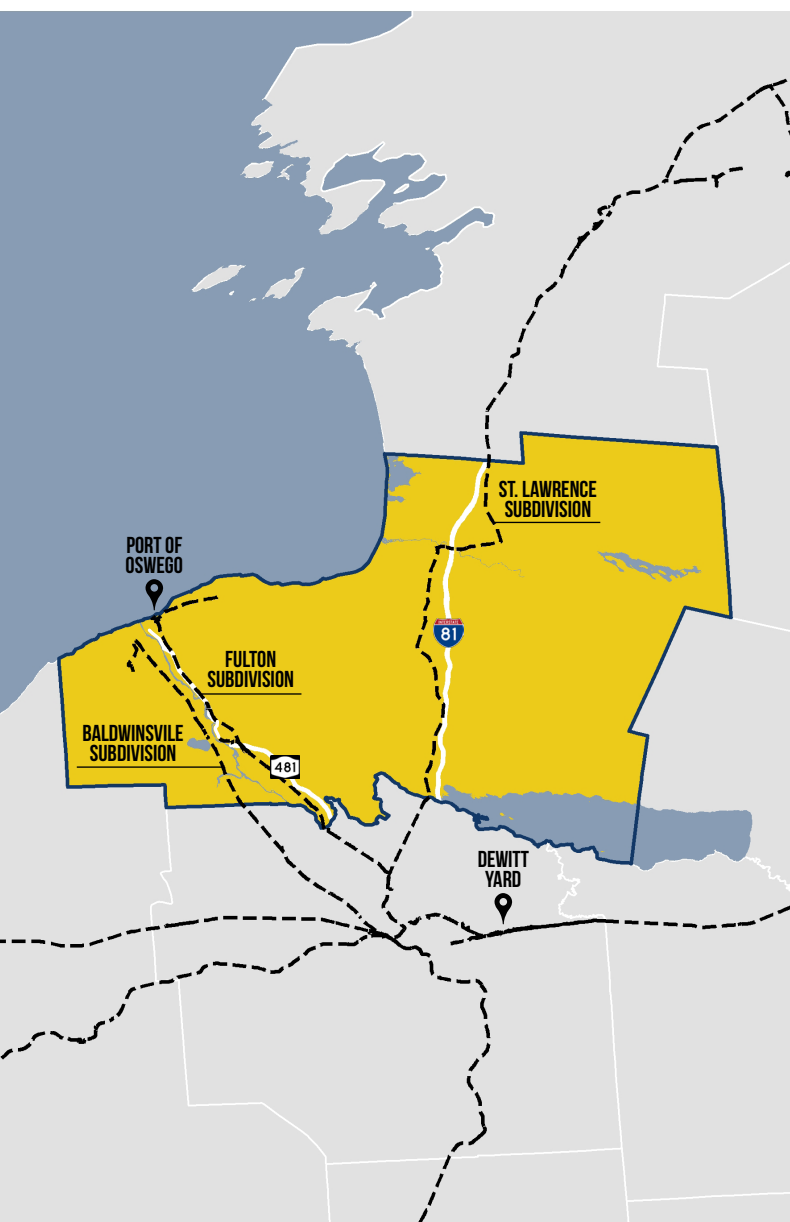 ST. LAWRENCE
SUBDIVISION
PORT OF
OSWEGO
81
FULTON
SUBDIVISION
BALDWINSVILE
SUBDIVISION
481
DEWITT
YARD